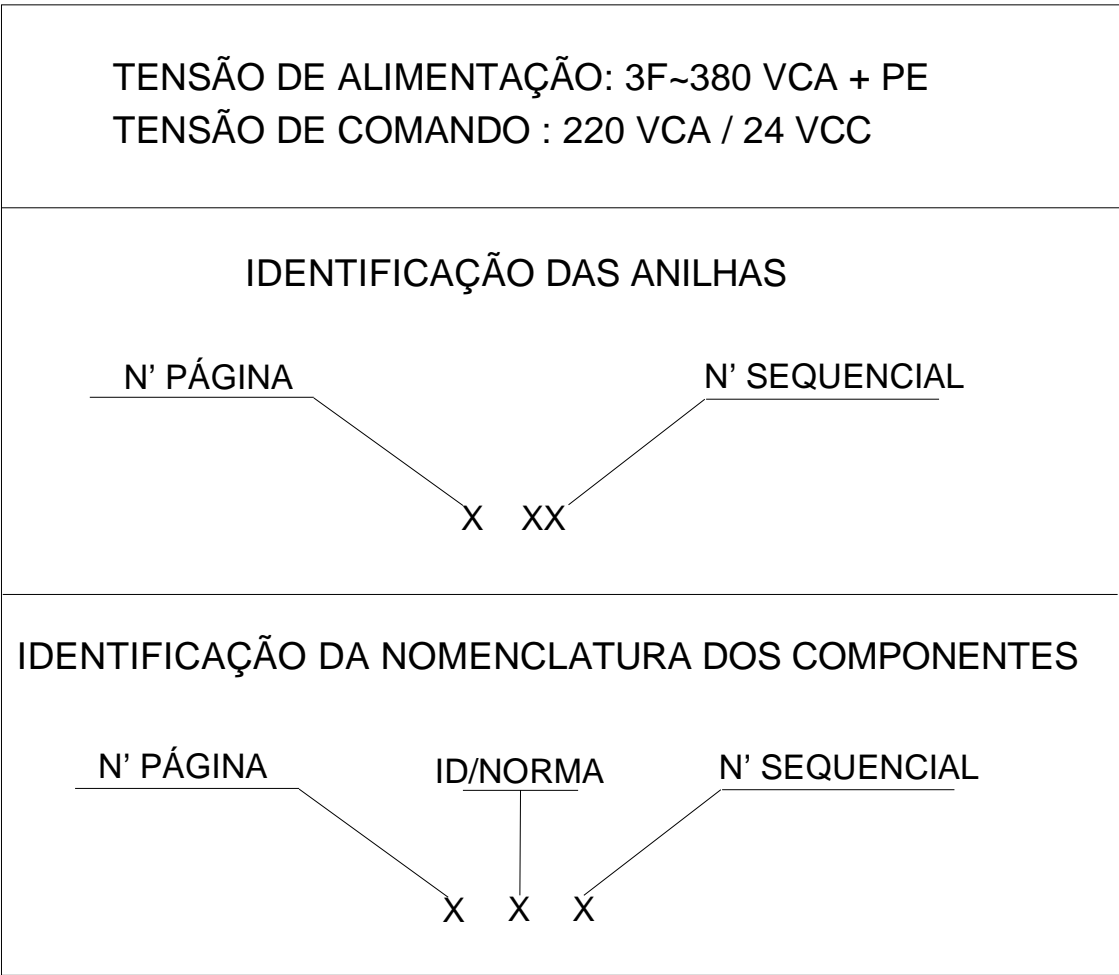 TENSÃO DE ALIMENTAÇÃO: 3F~380 VCA + PE
TENSÃO DE COMANDO : 220 VCA / 24 VCC
IDENTIFICAÇÃO DAS ANILHAS
N’ PÁGINA
N’ SEQUENCIAL
X XX
IDENTIFICAÇÃO DA NOMENCLATURA DOS COMPONENTES
N’ PÁGINA
ID/NORMA
N’ SEQUENCIAL
X X X